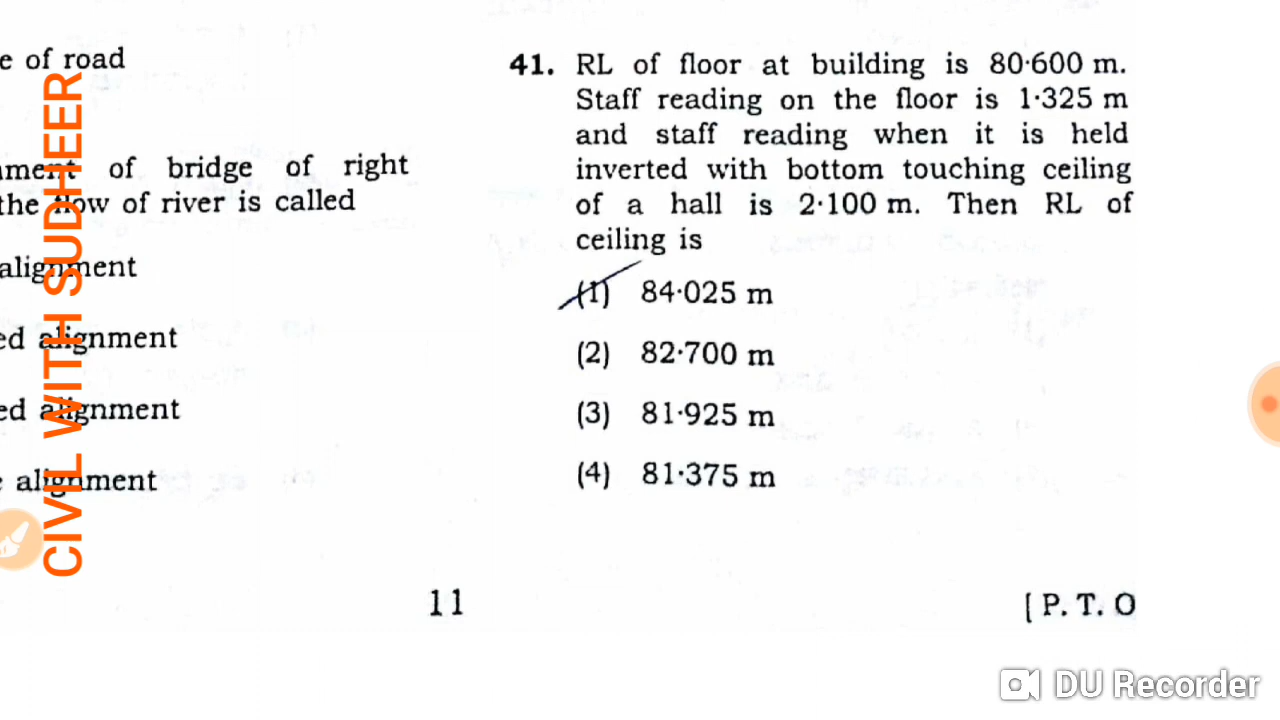 e of road
of bridge of right
the flow of river is called
alignment
ed alignment
ed alignment
alignment
41. RL of floor at building is 80·600 m.
Staff reading on the floor is 1·325 m
and staff reading when it is held
inverted with bottom touching ceiling
of a hall is 2·100 m. Then RL of
ceiling is
(1) 84·025 m
(2) 82·700 m
(3) 81·925 m
(4) 81·375 m
11
[ P. T. O
CIVIL WITH SUDHEER
DU Recorder